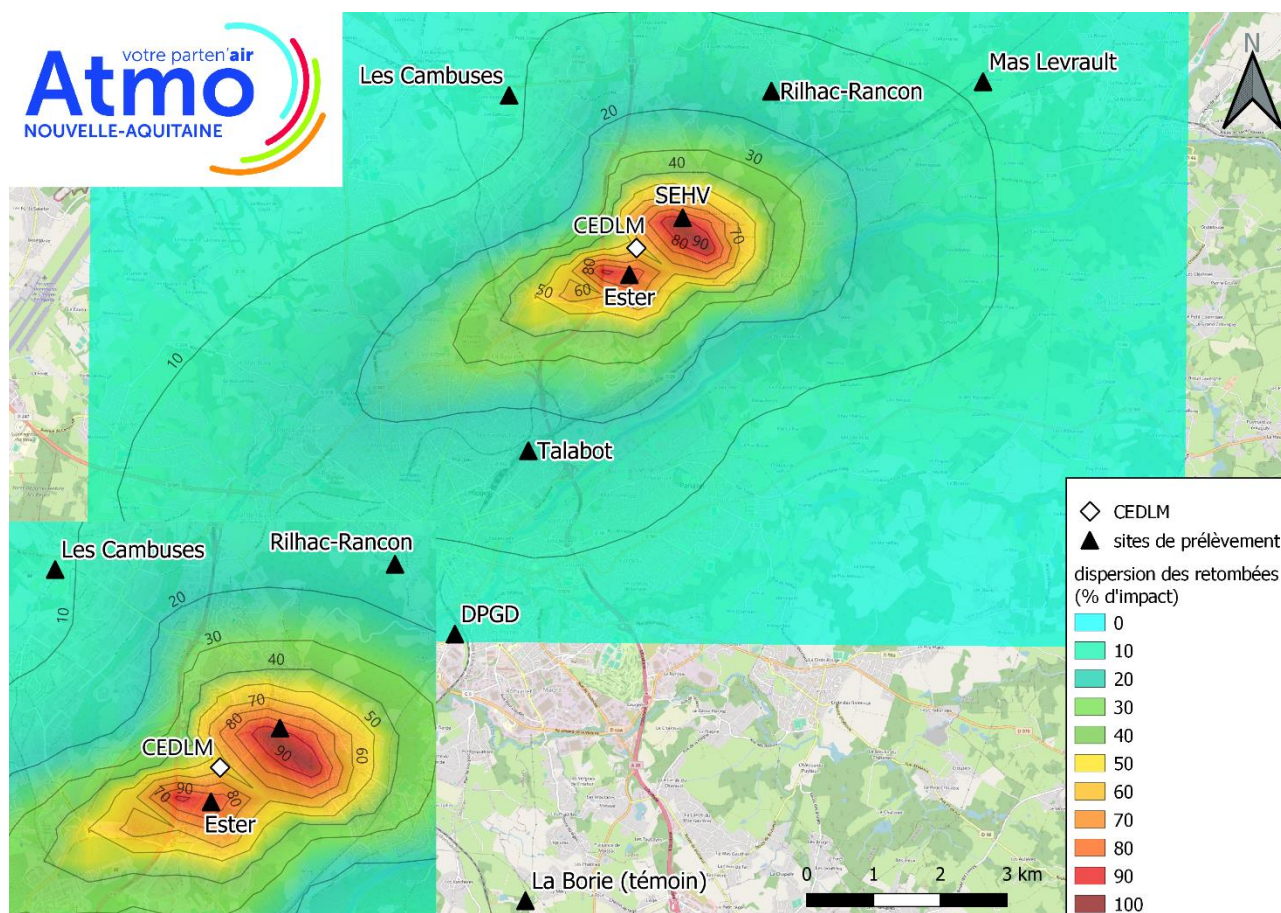 votre parten'air
Atmo
NOUVELLE-AQUITAINE
Les Cambuses
Rilhac-Rancon
Mas Levrault
N
20
30
40
SEHV
CEDLM
70
80 90
80
50 60
Ester
10
Talabot
DPGD
La Borie (témoin)
0 1 2 3 km
Les Cambuses
Rilhac-Rancon
10
20
30
40
70
80
50
60
90
CEDLM
90
70
80
Ester
CEDLM
sites de prélèvement
dispersion des retombées
(% d'impact)
0
10
20
30
40
50
60
70
80
90
100